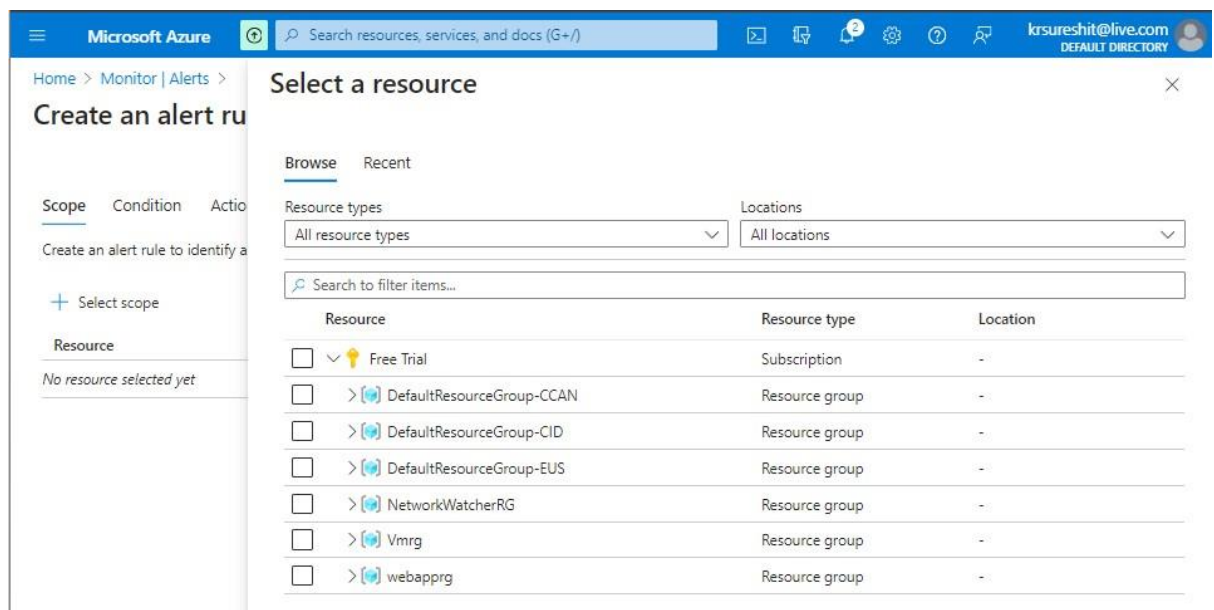 Microsoft Azure
Search resources, services, and docs (G+/)
2
krsureshit@live.com
DEFAULT DIRECTORY
Home > Monitor | Alerts >
Create an alert ru
Scope Condition Actio
Create an alert rule to identify a
+ Select scope
Resource
No resource selected yet
Select a resource
Browse Recent
Resource types Locations
All resource types All locations
Search to filter items...
Resource Resource type Location
Free Trial Subscription -
DefaultResourceGroup-CCAN Resource group -
DefaultResourceGroup-CID Resource group -
DefaultResourceGroup-EUS Resource group -
NetworkWatcherRG Resource group -
Vmrg Resource group -
webapprg Resource group -